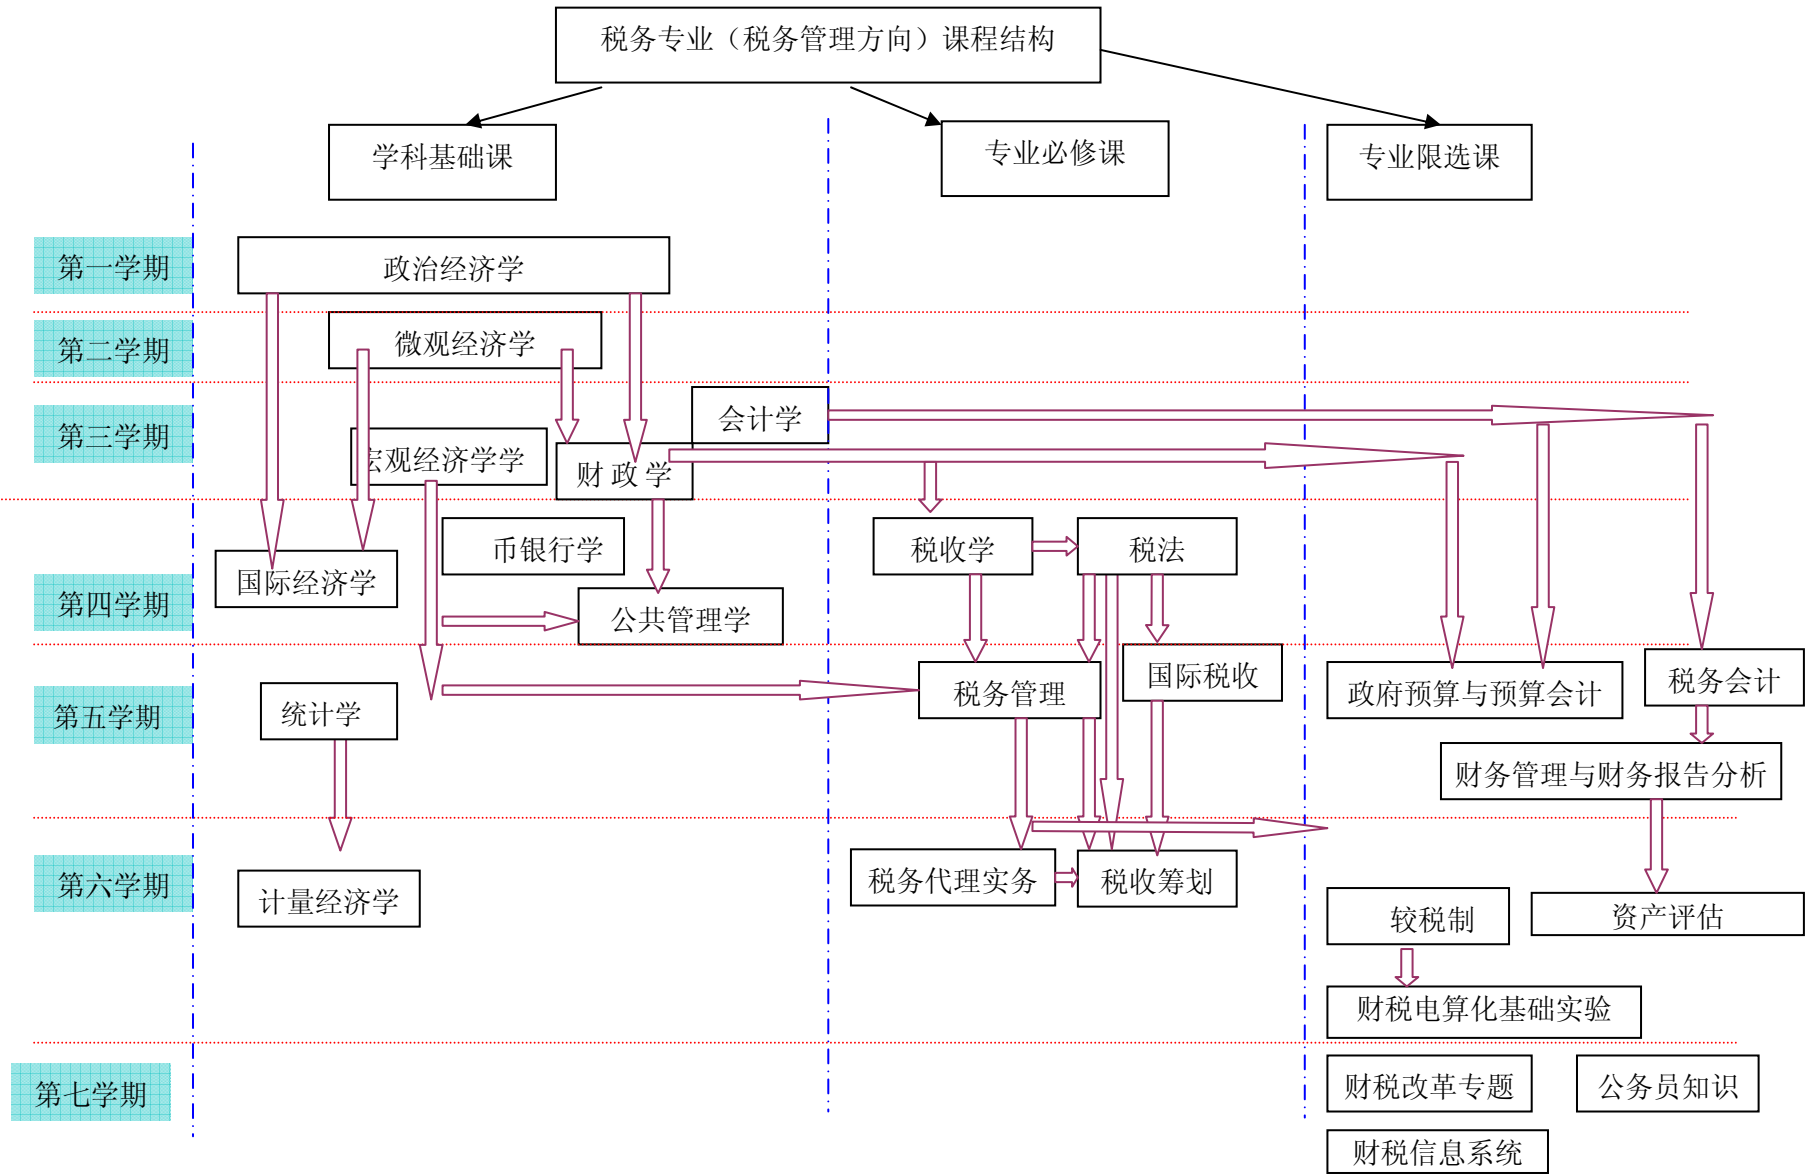 税务专业（税务管理方向）课程结构
学科基础课
专业必修课
专业限选课
第一学期
政治经济学
第二学期
微观经济学
第三学期
会计学
宏观经济学学
财 政 学
第四学期
币银行学
税收学
税法
国际经济学
公共管理学
第五学期
统计学
税务管理
国际税收
政府预算与预算会计
税务会计
财务管理与财务报告分析
第六学期
计量经济学
税务代理实务
税收筹划
较税制
资产评估
财税电算化基础实验
第七学期
财税改革专题
公务员知识
财税信息系统